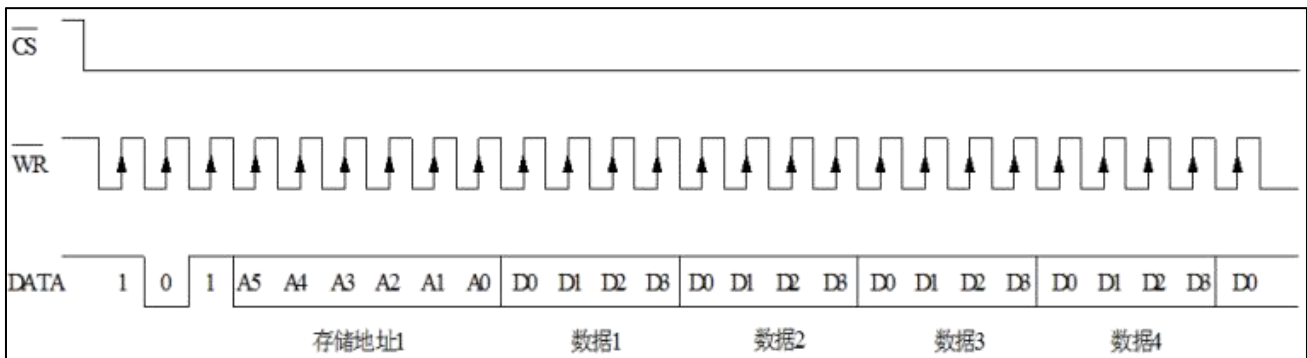 CS
WR
DATA 1 0 1 A5 A4 A3 A2 A1 A0 D0 D1 D2 D3 D0 D1 D2 D3 D0 D1 D2 D3 D0 D1 D2 D3 D0
存储地址1 数据1 数据2 数据3 数据4